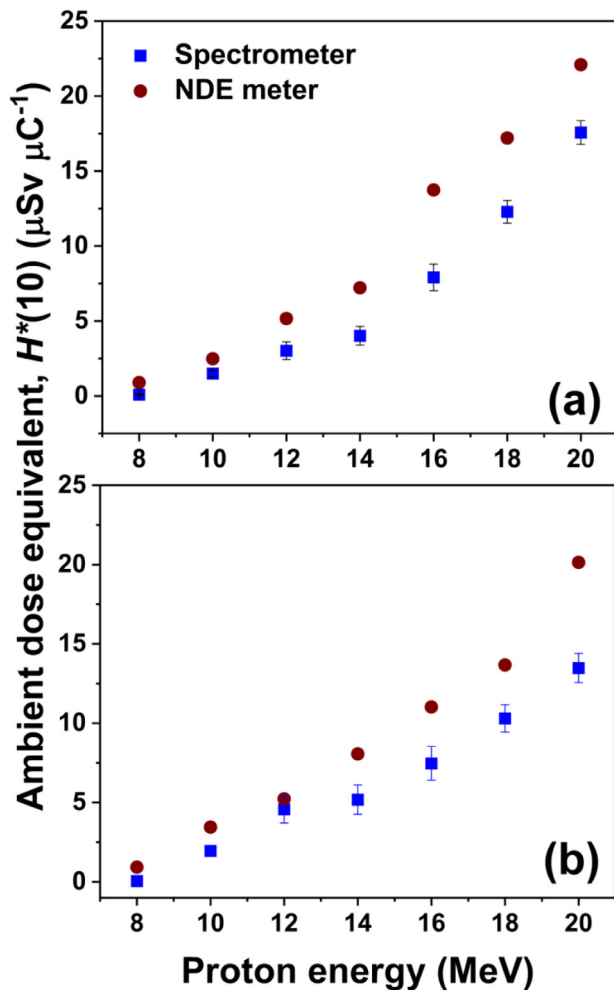 25
20
15
10
5
0
Spectrometer
NDE meter
(a)
8 10 12 14 16 18 20
25
20
15
10
5
0
(b)
8 10 12 14 16 18 20
Ambient dose equivalent, H*(10) (μSv μC⁻¹)
Proton energy (MeV)